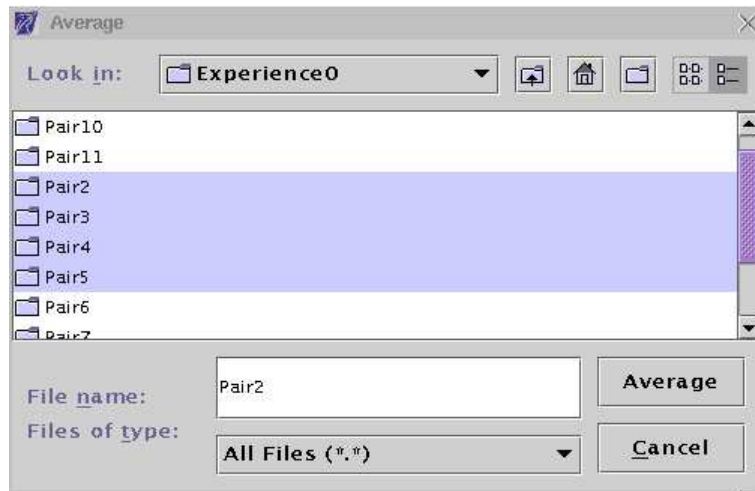 Average
Look in: Experience0
Pair10
Pair11
Pair2
Pair3
Pair4
Pair5
Pair6
Pair7
File name: Pair2
Average
Files of type: All Files (*.*)
Cancel